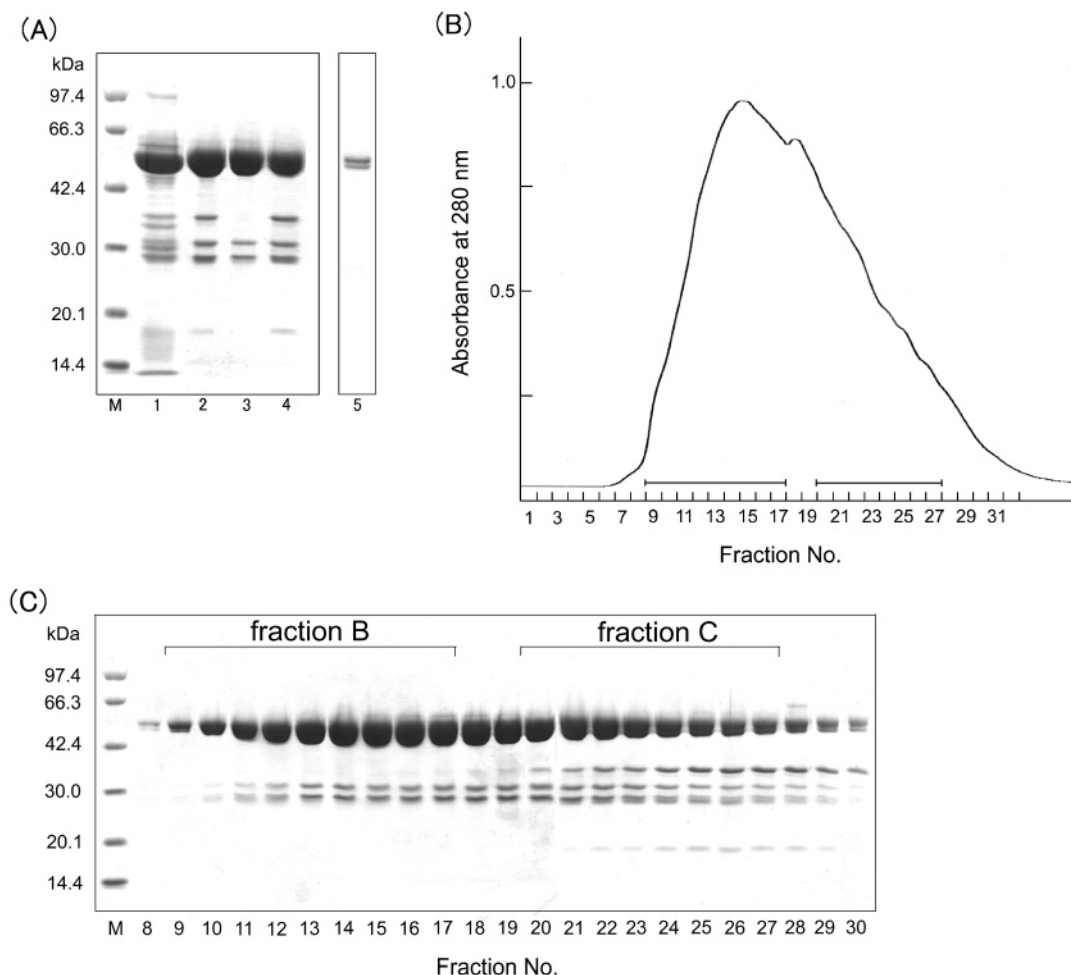 (A)
kDa
97.4
66.3
42.4
30.0
20.1
14.4
M 1 2 3 4 5
(B)
Absorbance at 280 nm
1.0
0.5
1 3 5 7 9 11 13 15 17 19 21 23 25 27 29 31
Fraction No.
(C)
kDa
fraction B fraction C
97.4
66.3
42.4
30.0
20.1
14.4
M 8 9 10 11 12 13 14 15 16 17 18 19 20 21 22 23 24 25 26 27 28 29 30
Fraction No.